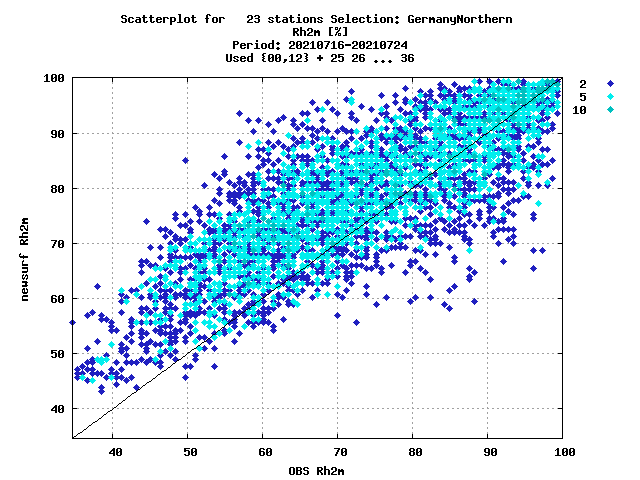 Scatterplot for   23 stations Selection: GermanyNorthern
Rh2m [%]
Period: 20210716-20210724
Used {00,12} + 25 26 ... 36
100
90
80
70
60
50
40
newsurf Rh2m
40 50 60 70 80 90 100
OBS Rh2m
2
5
10